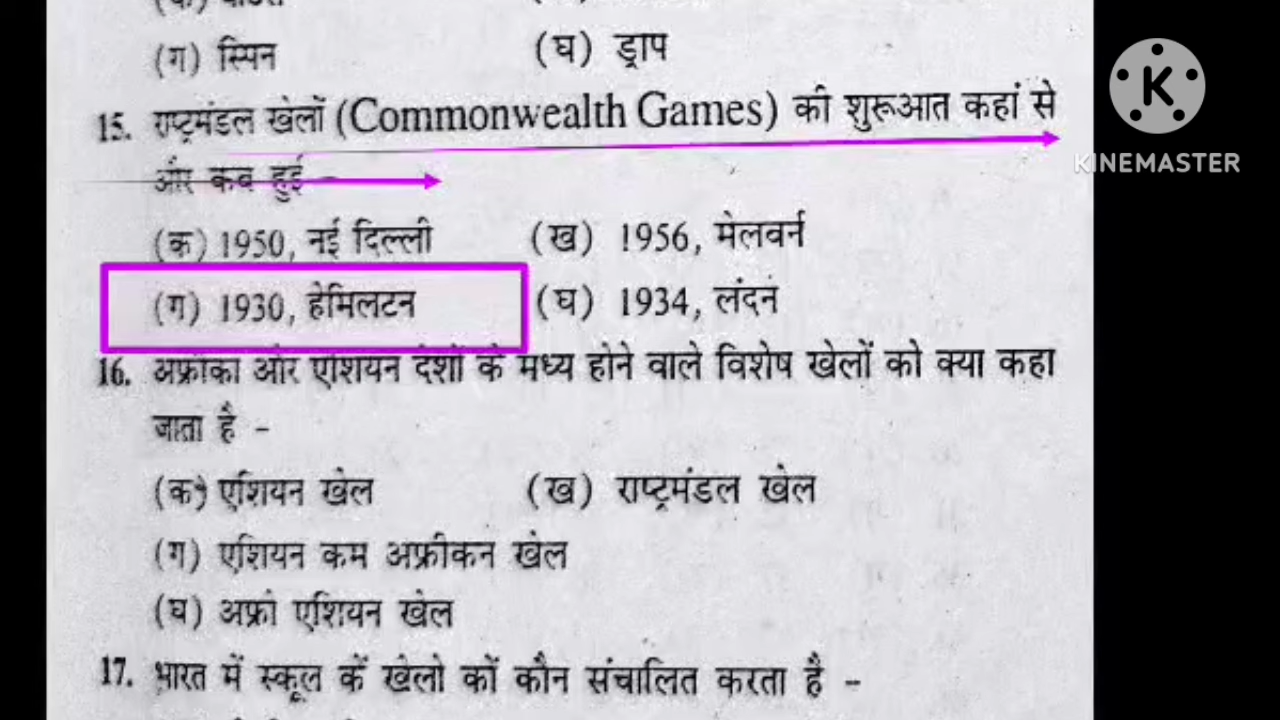 (ग) स्पिन (घ) ड्राप
15. राष्ट्रमंडल खेलों (Commonwealth Games) की शुरूआत कहां से
और कब हुई –
(क) 1950, नई दिल्ली (ख) 1956, मेलवर्न
(ग) 1930, हेमिलटन (घ) 1934, लंदन
16. अफ्रीका और एशियन देशों के मध्य होने वाले विशेष खेलों को क्या कहा
जाता है –
(क) एशियन खेल (ख) राष्ट्रमंडल खेल
(ग) एशियन कम अफ्रीकन खेल
(घ) अफ्रो एशियन खेल
17. भारत में स्कूल कें खेलो कों कौन संचालित करता है –
K
KINEMASTER